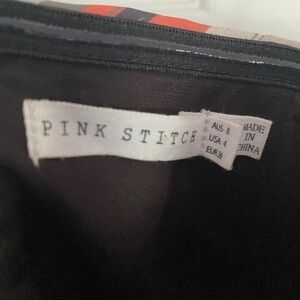 PINK STITCH
AUS 8
USA 4
EUR 36
MADE
IN
CHINA